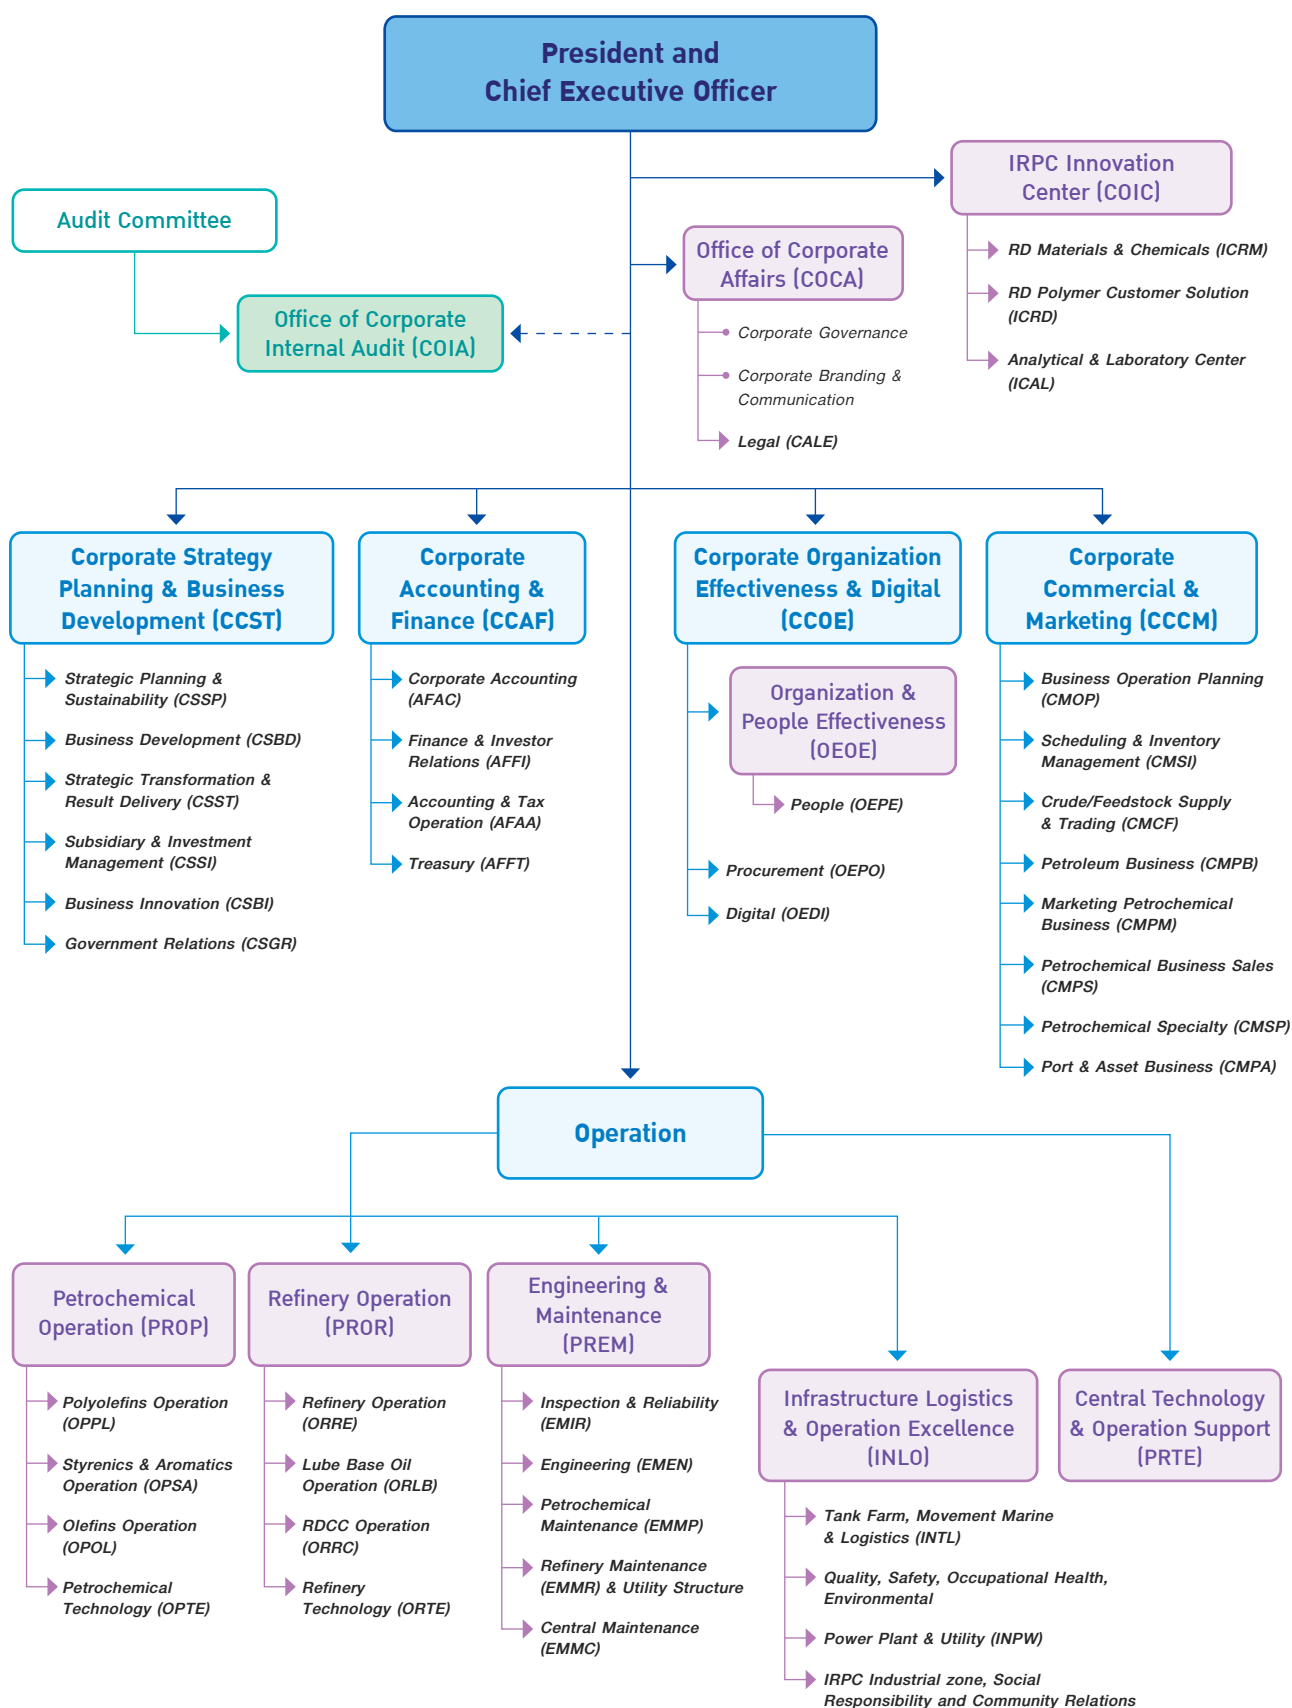 President and
Chief Executive Officer
IRPC Innovation
Center (COIC)
RD Materials & Chemicals (ICRM)
RD Polymer Customer Solution
(ICRD)
Analytical & Laboratory Center
(ICAL)
Audit Committee
Office of Corporate
Affairs (COCA)
Corporate Governance
Corporate Branding &
Communication
Legal (CALE)
Office of Corporate
Internal Audit (COIA)
Corporate Strategy
Planning & Business
Development (CCST)
Strategic Planning &
Sustainability (CSSP)
Business Development (CSBD)
Strategic Transformation &
Result Delivery (CSST)
Subsidiary & Investment
Management (CSSI)
Business Innovation (CSBI)
Government Relations (CSGR)
Corporate
Accounting &
Finance (CCAF)
Corporate Accounting
(AFAC)
Finance & Investor
Relations (AFFI)
Accounting & Tax
Operation (AFAA)
Treasury (AFFT)
Corporate Organization
Effectiveness & Digital
(CCOE)
Organization &
People Effectiveness
(OEOE)
People (OEPE)
Procurement (OEPO)
Digital (OEDI)
Corporate
Commercial &
Marketing (CCCM)
Business Operation Planning
(CMOP)
Scheduling & Inventory
Management (CMSI)
Crude/Feedstock Supply
& Trading (CMCF)
Petroleum Business (CMPB)
Marketing Petrochemical
Business (CMPM)
Petrochemical Business Sales
(CMPS)
Petrochemical Specialty (CMSP)
Port & Asset Business (CMPA)
Operation
Petrochemical
Operation (PROP)
Polyolefins Operation
(OPPL)
Styrenics & Aromatics
Operation (OPSA)
Olefins Operation
(OPOL)
Petrochemical
Technology (OPTE)
Refinery Operation
(PROR)
Refinery Operation
(ORRE)
Lube Base Oil
Operation (ORLB)
RDCC Operation
(ORRC)
Refinery
Technology (ORTE)
Engineering &
Maintenance
(PREM)
Inspection & Reliability
(EMIR)
Engineering (EMEN)
Petrochemical
Maintenance (EMMP)
Refinery Maintenance
(EMMR) & Utility Structure
Central Maintenance
(EMMC)
Infrastructure Logistics
& Operation Excellence
(INLO)
Tank Farm, Movement Marine
& Logistics (INTL)
Quality, Safety, Occupational Health,
Environmental
Power Plant & Utility (INPW)
IRPC Industrial zone, Social
Responsibility and Community Relations
Central Technology
& Operation Support
(PRTE)